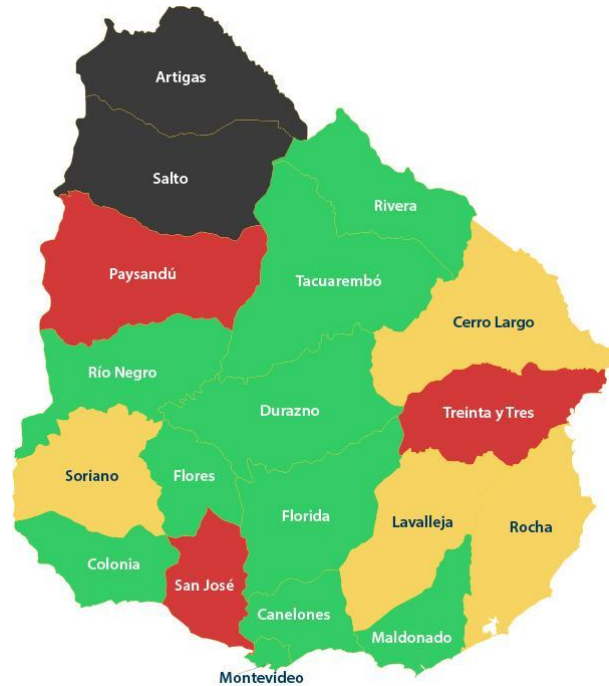 Artigas
Salto
Rivera
Paysandú
Tacuarembó
Cerro Largo
Río Negro
Durazno
Treinta y Tres
Soriano
Flores
Florida
Lavalleja
Rocha
Colonia
San José
Canelones
Maldonado
Montevideo